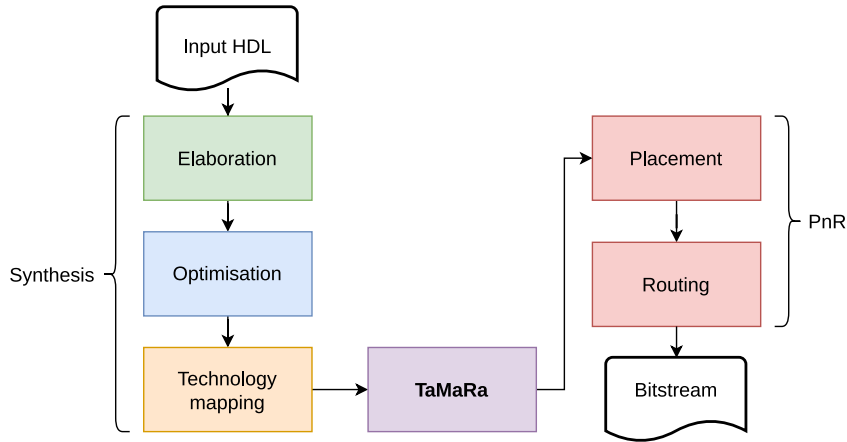 Input HDL
Synthesis
Elaboration
Optimisation
Technology
mapping
TaMaRa
Placement
Routing
PnR
Bitstream